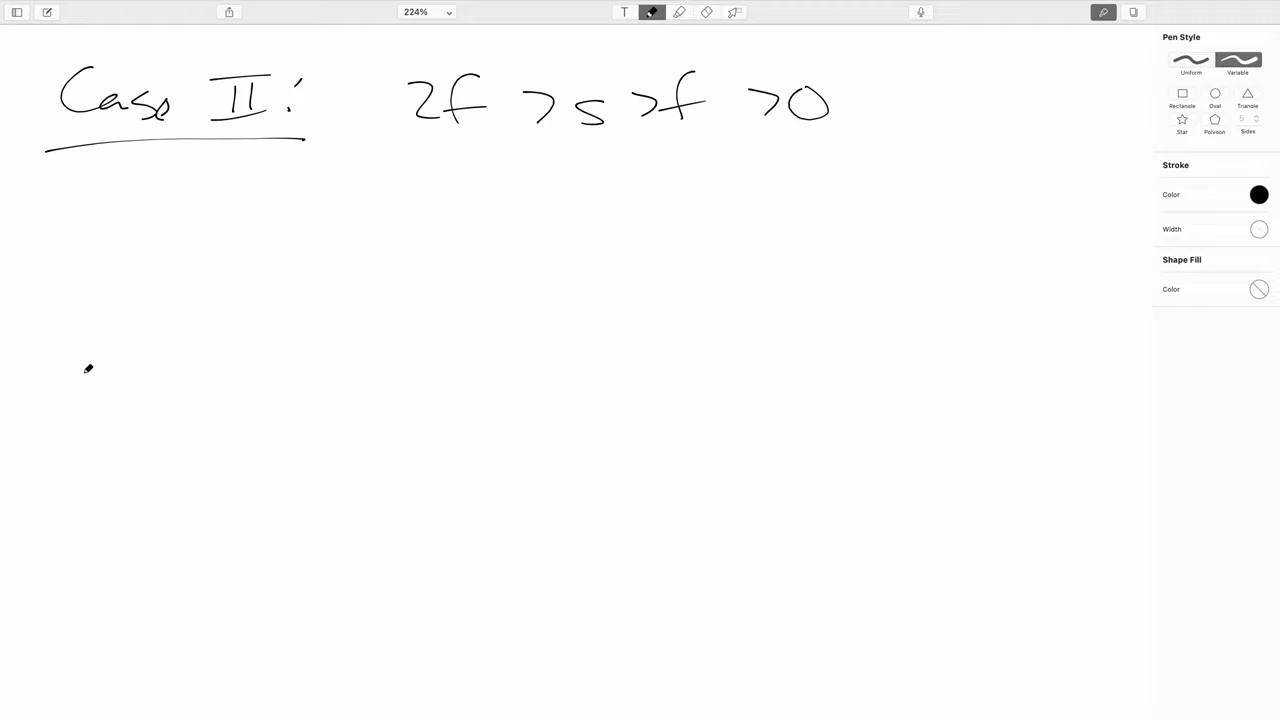 224%
T
Case II: 2f > s > f > 0
Pen Style
Uniform Variable
Rectangle Oval Triangle
Star Polygon 5 Sides
Stroke
Color
Width
Shape Fill
Color